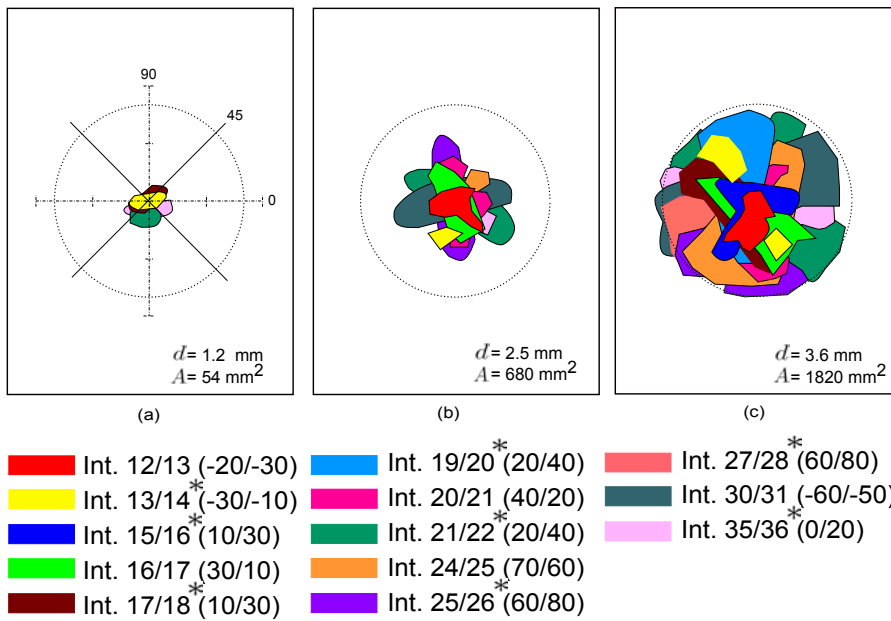 90
45
0
d= 1.2 mm
A= 54 mm2
d= 2.5 mm
A= 680 mm2
d= 3.6 mm
A= 1820 mm2
(a)
(b)
(c)
Int. 12/13 (-20/-30)
Int. 13/14* (-30/-10)
Int. 15/16* (10/30)
Int. 16/17 (30/10)
Int. 17/18* (10/30)
Int. 19/20* (20/40)
Int. 20/21 (40/20)
Int. 21/22* (20/40)
Int. 24/25 (70/60)
Int. 25/26* (60/80)
Int. 27/28* (60/80)
Int. 30/31 (-60/-50)
Int. 35/36* (0/20)